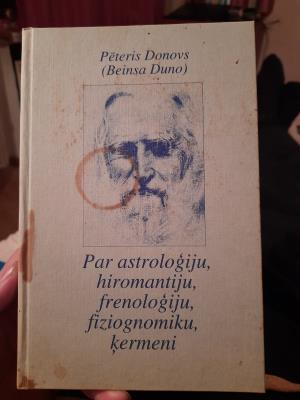 Pēteris Donovs
(Beinsa Duno)
Par astroloģiju,
hiromantiju,
frenoloģiju,
fiziognomiku,
ķermeni